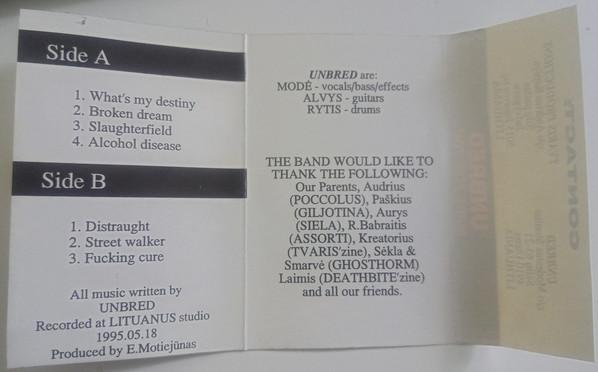 Side A
1. What's my destiny
2. Broken dream
3. Slaughterfield
4. Alcohol disease
Side B
1. Distraught
2. Street walker
3. Fucking cure
All music written by
UNBRED
Recorded at LITUANUS studio
1995.05.18
Produced by E.Motiejūnas
UNBRED are:
MODĖ - vocals/bass/effects
ALVYS - guitars
RYTIS - drums
THE BAND WOULD LIKE TO
THANK THE FOLLOWING:
Our Parents, Audrius
(POCCOLUS), Paškius
(GILJOTINA), Aurys
(SIELA), R.Babraitis
(ASSORTI), Kreatorius
(TVARIS'zine), Sėkla &
Smarvė (GHOSTHORM)
Laimis (DEATHBITE'zine)
and all our friends.
UNBRED
CONTACT: